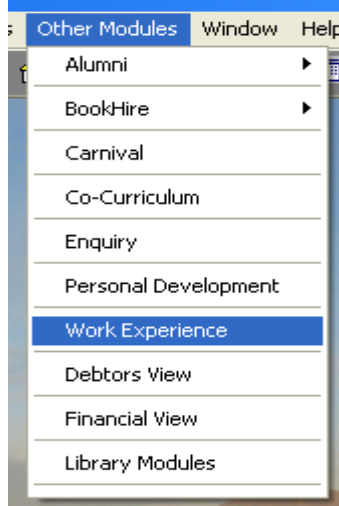 Other Modules Window Help
Alumni
BookHire
Carnival
Co-Curriculum
Enquiry
Personal Development
Work Experience
Debtors View
Financial View
Library Modules